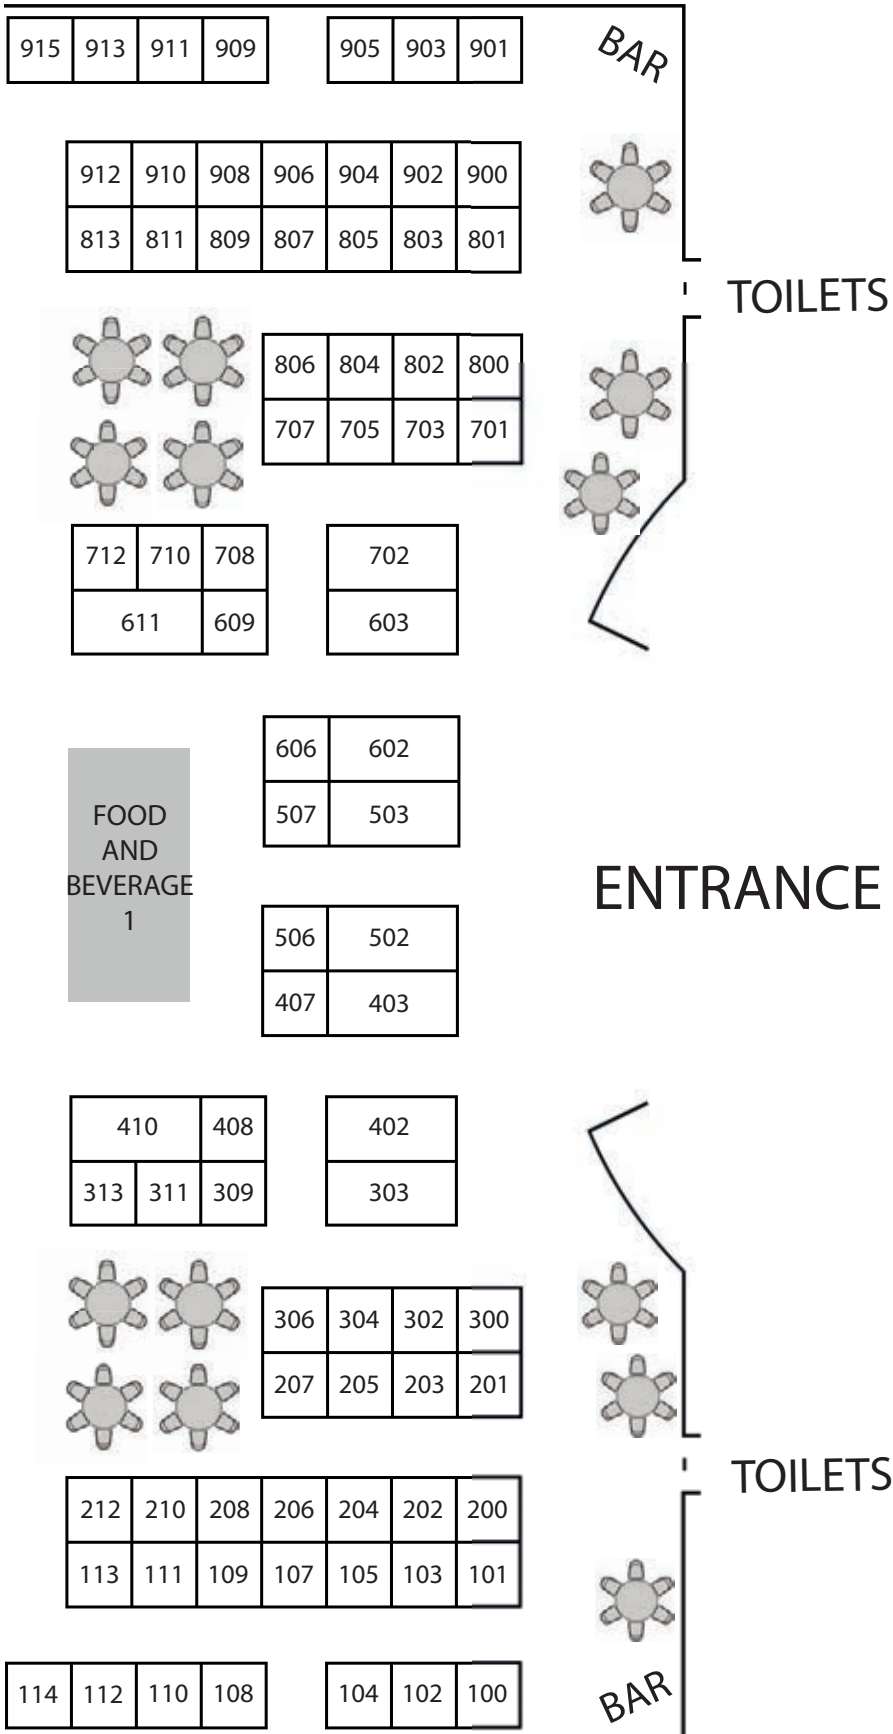 915 913 911 909 905 903 901 BAR
912 910 908 906 904 902 900
813 811 809 807 805 803 801
TOILETS
806 804 802 800
707 705 703 701
712 710 708 702
611 609 603
606 602
507 503
FOOD
AND
BEVERAGE
1
ENTRANCE
506 502
407 403
410 408 402
313 311 309 303
306 304 302 300
207 205 203 201
TOILETS
212 210 208 206 204 202 200
113 111 109 107 105 103 101
114 112 110 108 104 102 100 BAR